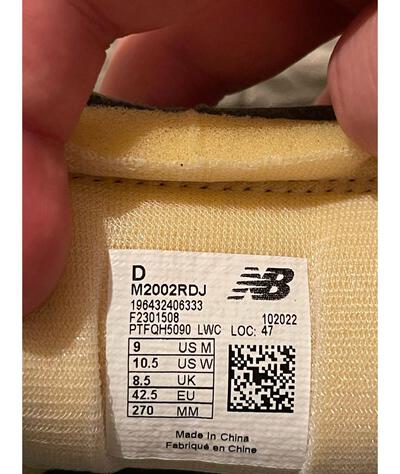 D
M2002RDJ
196432406333
F2301508 102022
PTFQH5090 LWC LOC: 47
9 US M
10.5 US W
8.5 UK
42.5 EU
270 MM
NB
Made in China
Fabriqué en Chine